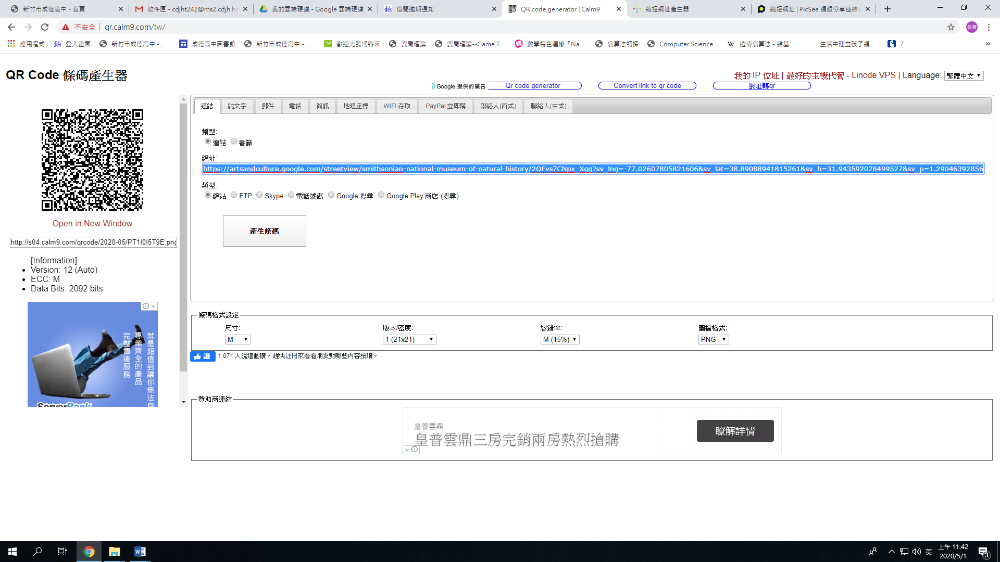 新竹市成德高中 - 首頁
收件匣 - cdjht242@ms2.cdjh.hc
我的雲端硬碟 - Google 雲端硬碟
借閱逾期通知
QR code generator | Calm9
縮短網址產生器
縮短網址 | PicSee 編輯分享連結縮
不安全 | qr.calm9.com/tw/
應用程式
登入畫面
新竹市成德高中 -...
成德高中圖書館
新竹市成德高中 -...
歡迎光臨博客來
賽局理論
賽局理論--Game T...
數學特色選修『Na...
演算法初探
Computer Science...
遺傳演算法 - 維基...
生活中建立孩子編...
7
QR Code 條碼產生器
我的 IP 位址 | 最好的主機代管 - Linode VPS | Language: 繁體中文
Google 提供的廣告
Qr code generator
Convert link to qr code
網址轉qr
連結
純文字
郵件
電話
簡訊
地理座標
WIFI 存取
PayPal 立即購
聯絡人(西式)
聯絡人(中式)
類型:
連結 書籤
網址:
https://artsandculture.google.com/streetview/smithsonian-national-museum-of-natural-history/2QFvs7CNpx_Xgg?sv_lng=-77.02607805821606&sv_lat=38.89088941815261&sv_h=31.943592028499527&sv_p=1.29046392856
類型:
網站 FTP Skype 電話號碼 Google 搜尋 Google Play 商店 (搜尋)
產生條碼
Open in New Window
http://s04.calm9.com/qrcode/2020-05/PT1I0I5T9E.png
[Information]
Version: 12 (Auto)
ECC: M
Data Bits: 2092 bits
就是超值到讓你無法自
專業齊全的產品
完整售後服務
ServerBank
條碼格式設定
尺寸:
M
版本/密度:
1 (21x21)
容錯率:
M (15%)
圖檔格式:
PNG
讚 1,071 人說這個讚。趕快註冊來看看朋友對哪些內容按讚。
贊助商連結
皇普雲鼎
皇普雲鼎三房完銷兩房熱烈搶購
瞭解詳情
英
上午 11:42
2020/5/1
3